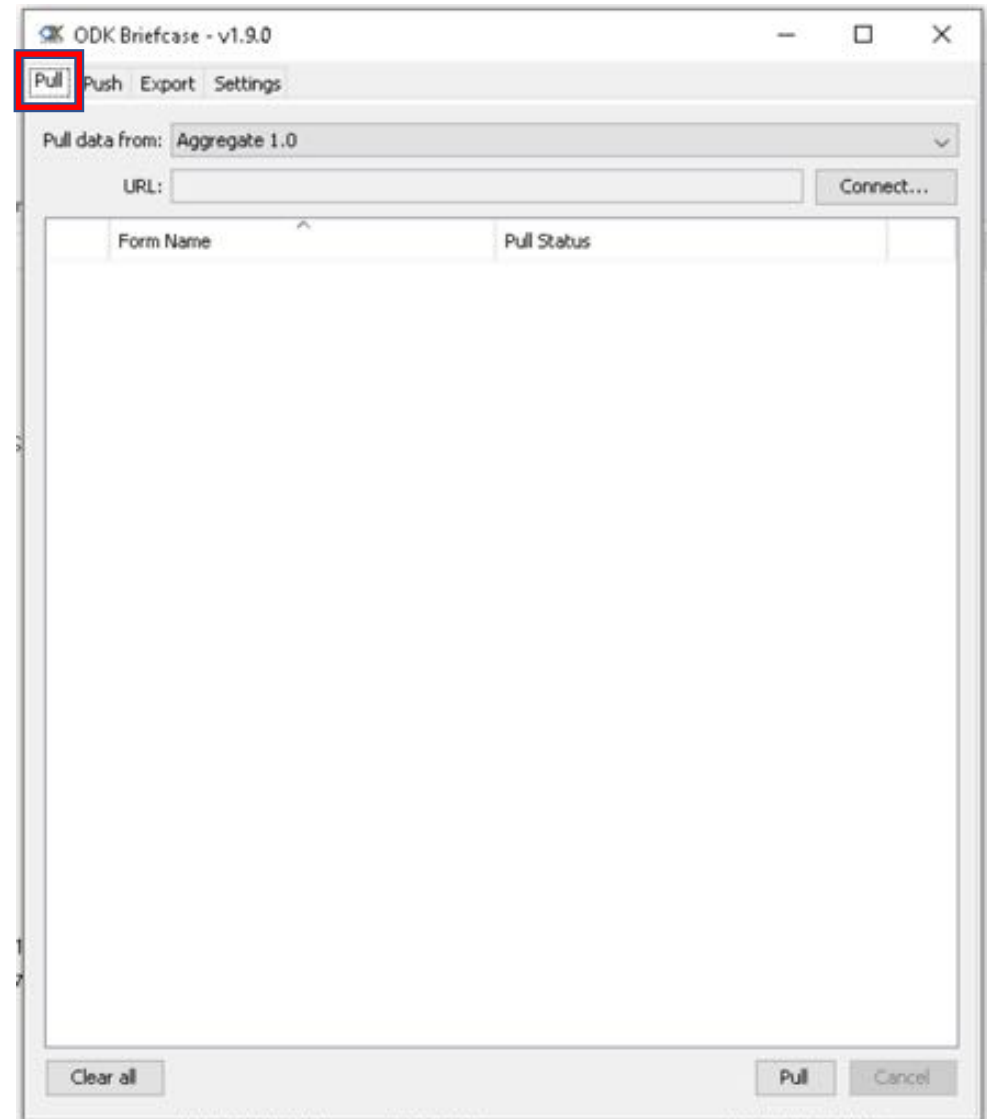 ODK Briefcase - v1.9.0
Pull Push Export Settings
Pull data from: Aggregate 1.0
URL: Connect...
Form Name Pull Status
Clear all Pull Cancel